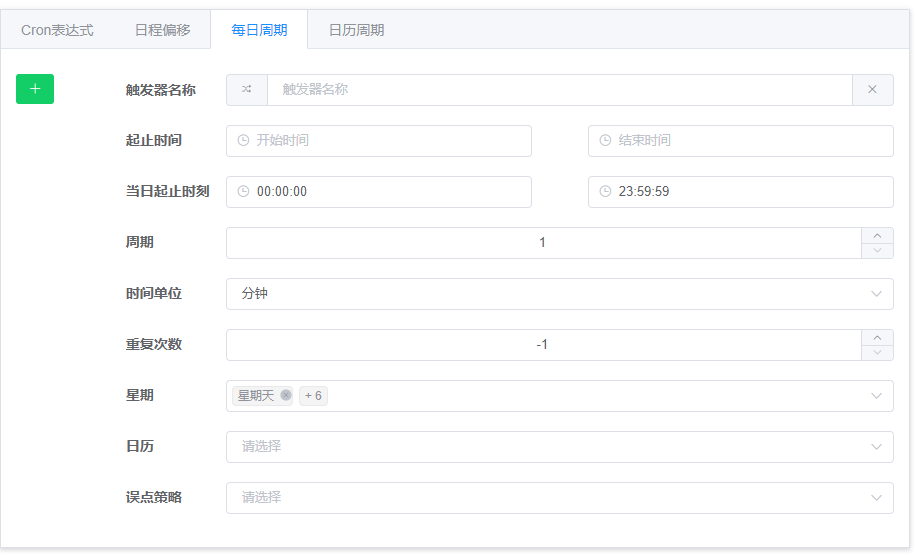 Cron表达式 日程偏移 每日周期 日历周期
触发器名称 触发器名称
起止时间 开始时间 结束时间
当日起止时刻 00:00:00 23:59:59
周期 1
时间单位 分钟
重复次数 -1
星期 星期天 + 6
日历 请选择
误点策略 请选择